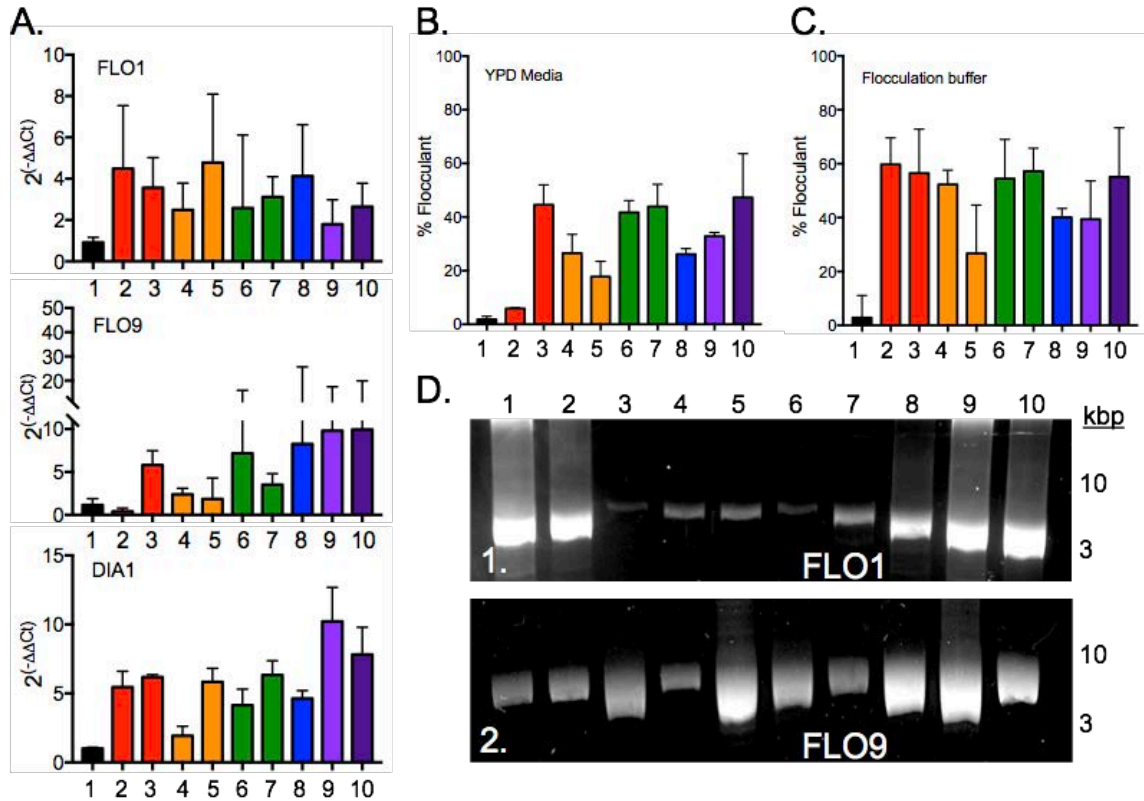 A.
FLO1
2^(-ΔΔCt)
10
8
6
4
2
0
1 2 3 4 5 6 7 8 9 10
FLO9
2^(-ΔΔCt)
50
40
30
20
10
5
0
1 2 3 4 5 6 7 8 9 10
DIA1
2^(-ΔΔCt)
15
10
5
0
1 2 3 4 5 6 7 8 9 10
B.
YPD Media
% Flocculant
100
80
60
40
20
0
1 2 3 4 5 6 7 8 9 10
C.
Flocculation buffer
% Flocculant
100
80
60
40
20
0
1 2 3 4 5 6 7 8 9 10
D.
1 2 3 4 5 6 7 8 9 10
kbp
10
3
1. FLO1
10
3
2. FLO9